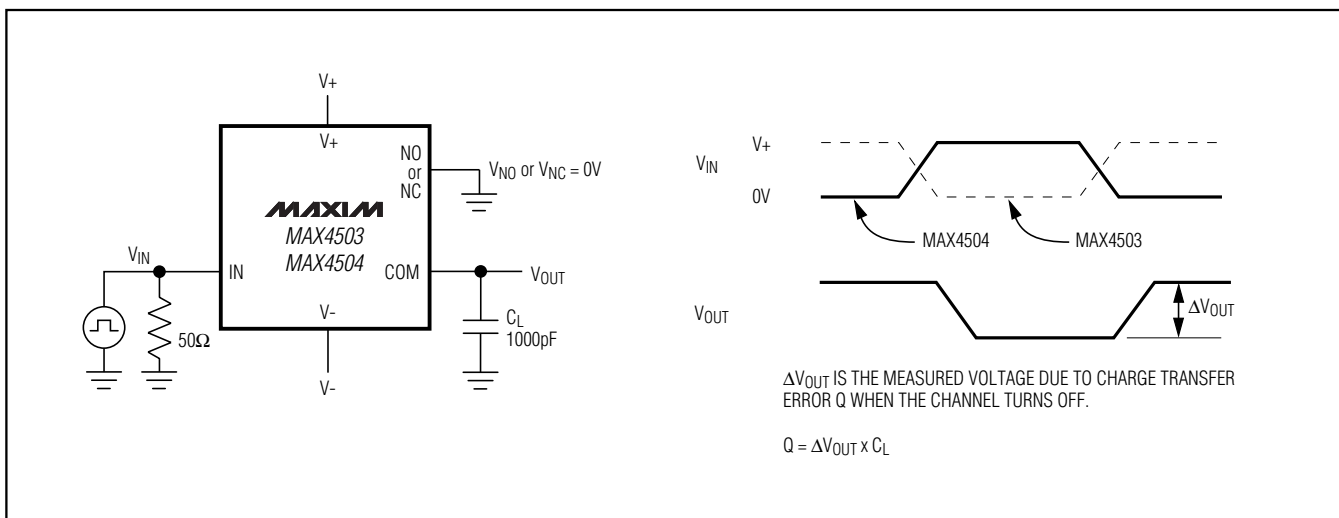 V+
V+
NO
or
NC
VNO or VNC = 0V
MAXIM
MAX4503
MAX4504
VIN
IN
COM
VOUT
V-
CL
1000pF
50Ω
V-
V+
VIN
0V
MAX4504
MAX4503
VOUT
ΔVOUT
ΔVOUT IS THE MEASURED VOLTAGE DUE TO CHARGE TRANSFER
ERROR Q WHEN THE CHANNEL TURNS OFF.
Q = ΔVOUT x CL